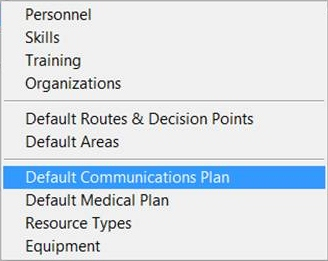 Personnel
Skills
Training
Organizations
Default Routes & Decision Points
Default Areas
Default Communications Plan
Default Medical Plan
Resource Types
Equipment